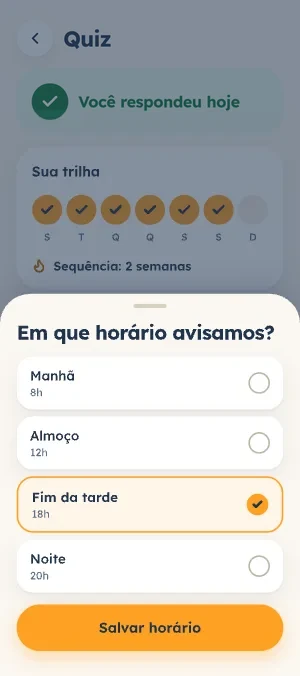 Quiz
Você respondeu hoje
Sua trilha
S T Q Q S S D
Sequência: 2 semanas
Em que horário avisamos?
Manhã
8h
Almoço
12h
Fim da tarde
18h
Noite
20h
Salvar horário